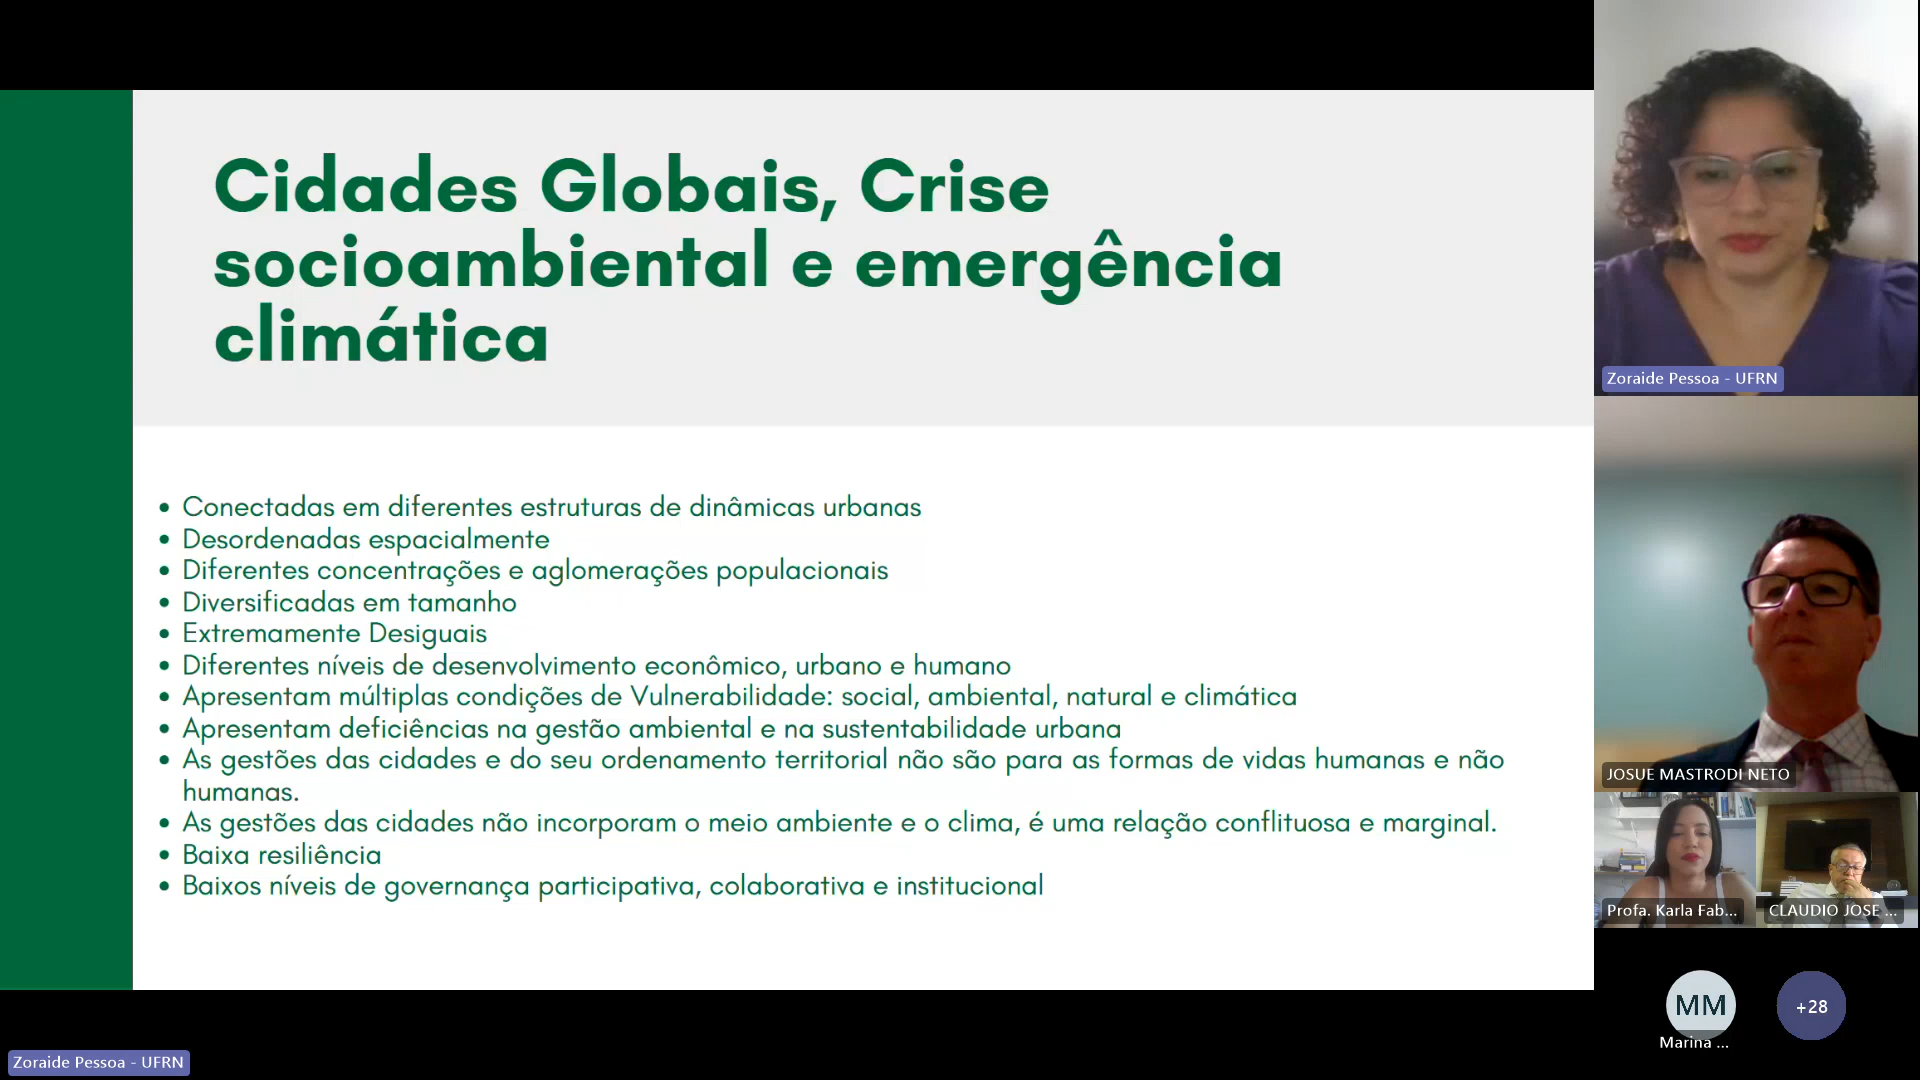 Cidades Globais, Crise
socioambiental e emergência
climática
• Conectadas em diferentes estruturas de dinâmicas urbanas
• Desordenadas espacialmente
• Diferentes concentrações e aglomerações populacionais
• Diversificadas em tamanho
• Extremamente Desiguais
• Diferentes níveis de desenvolvimento econômico, urbano e humano
• Apresentam múltiplas condições de Vulnerabilidade: social, ambiental, natural e climática
• Apresentam deficiências na gestão ambiental e na sustentabilidade urbana
• As gestões das cidades e do seu ordenamento territorial não são para as formas de vidas humanas e não
humanas.
• As gestões das cidades não incorporam o meio ambiente e o clima, é uma relação conflituosa e marginal.
• Baixa resiliência
• Baixos níveis de governança participativa, colaborativa e institucional
Zoraide Pessoa - UFRN
JOSUE MASTRODI NETO
Profa. Karla Fab...
CLAUDIO JOSE ...
MM
+28
Marina ...
Zoraide Pessoa - UFRN